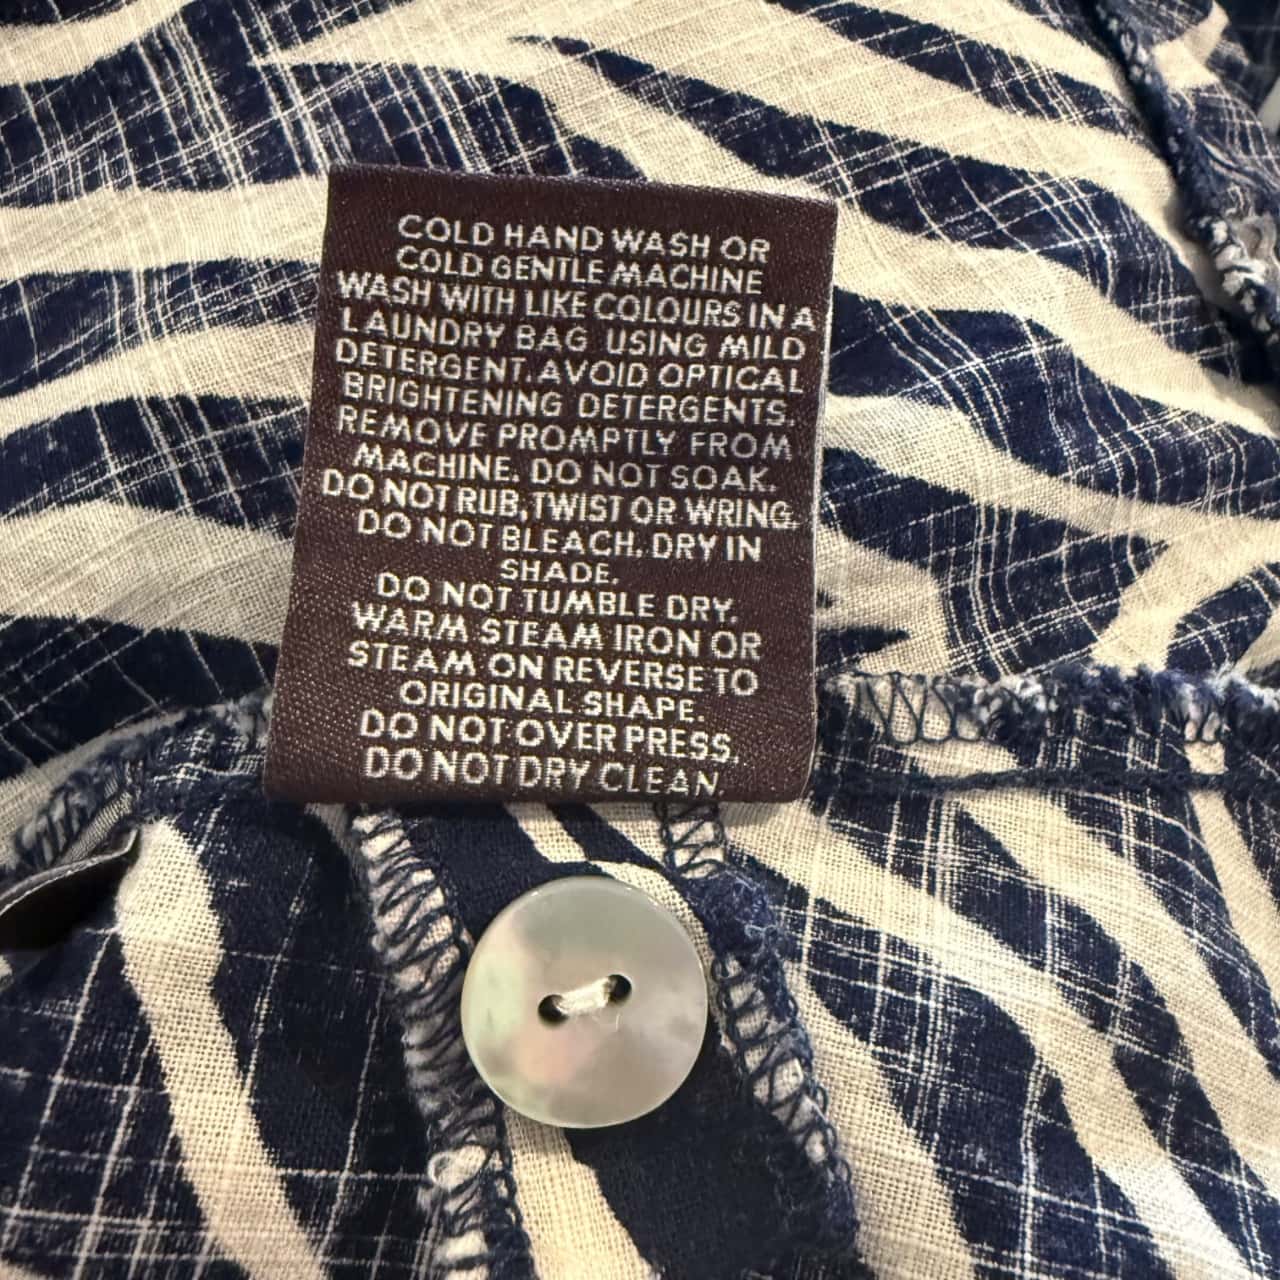 COLD HAND WASH OR
COLD GENTLE MACHINE
WASH WITH LIKE COLOURS IN A
LAUNDRY BAG USING MILD
DETERGENT. AVOID OPTICAL
BRIGHTENING DETERGENTS.
REMOVE PROMPTLY FROM
MACHINE. DO NOT SOAK.
DO NOT RUB, TWIST OR WRING.
DO NOT BLEACH. DRY IN
SHADE.
DO NOT TUMBLE DRY.
WARM STEAM IRON OR
STEAM ON REVERSE TO
ORIGINAL SHAPE.
DO NOT OVER PRESS.
DO NOT DRY CLEAN.